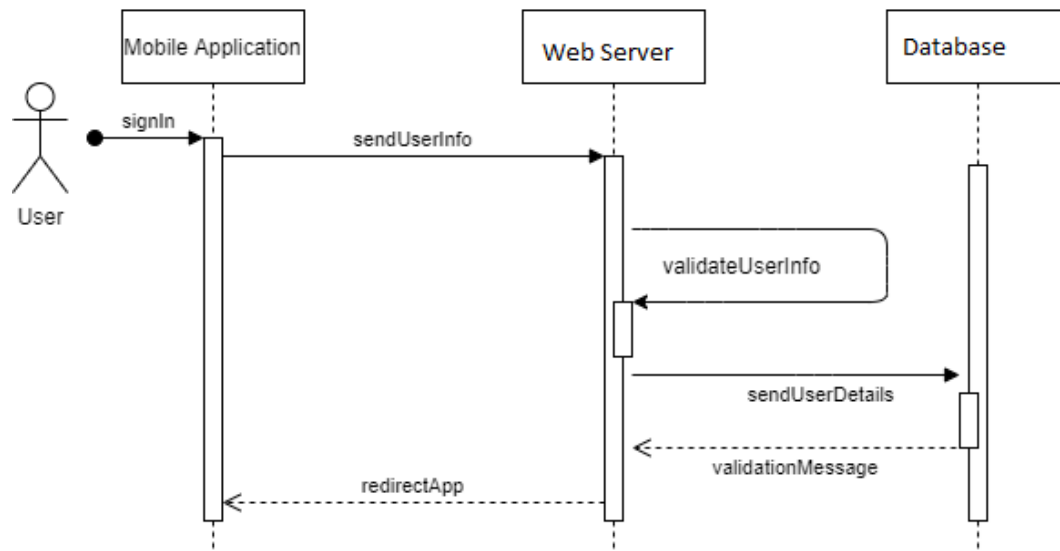 Mobile Application
Web Server
Database
signIn
sendUserInfo
User
validateUserInfo
sendUserDetails
validationMessage
redirectApp